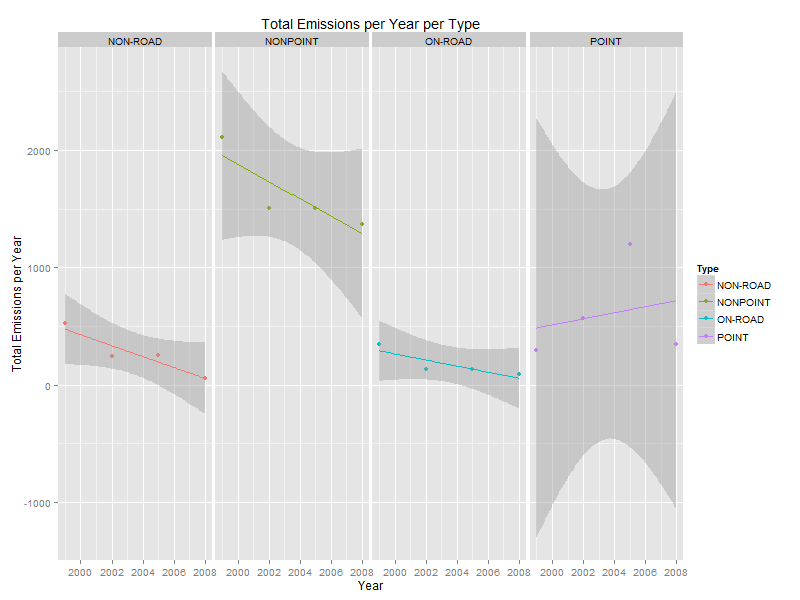 Total Emissions per Year per Type
NON-ROAD NONPOINT ON-ROAD POINT
Total Emissions per Year
2000
1000
0
-1000
2000 2002 2004 2006 2008 2000 2002 2004 2006 2008 2000 2002 2004 2006 2008 2000 2002 2004 2006 2008
Year
Type
NON-ROAD
NONPOINT
ON-ROAD
POINT